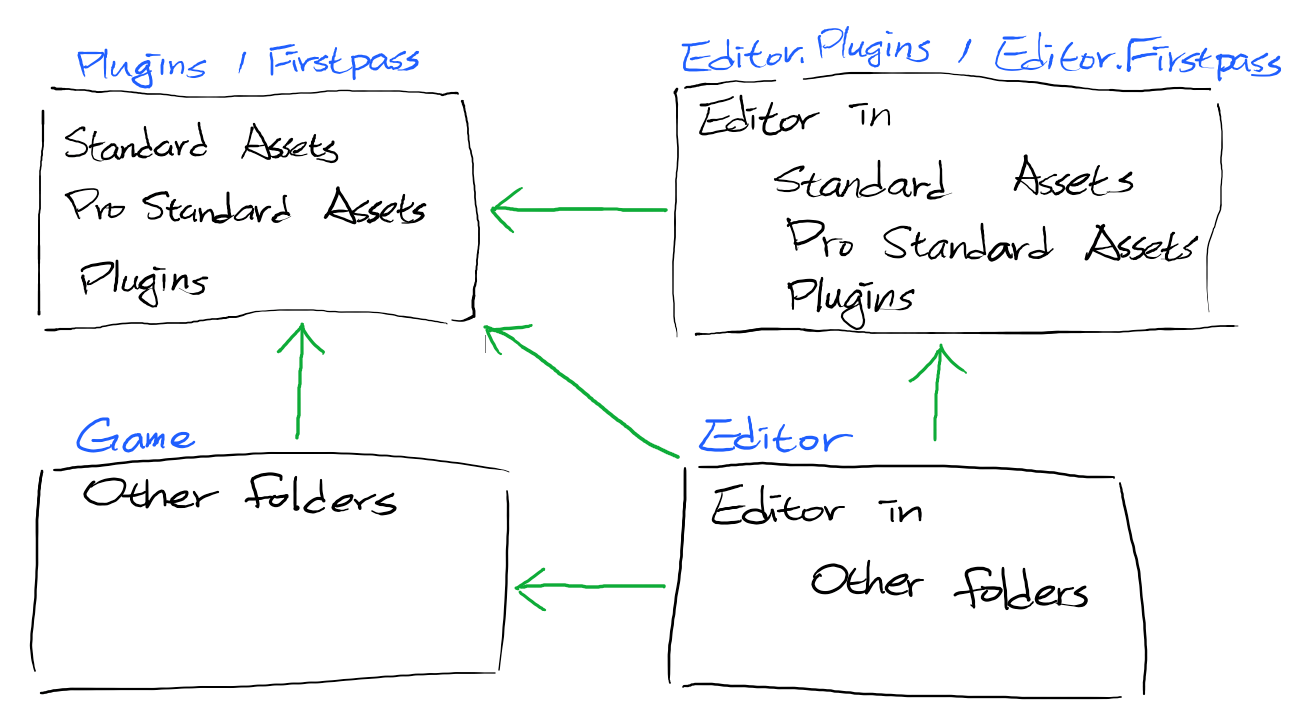 Plugins / Firstpass
Standard Assets
Pro Standard Assets
Plugins
Editor.Plugins / Editor.Firstpass
Editor in
Standard Assets
Pro Standard Assets
Plugins
Game
Other folders
Editor
Editor in
Other folders